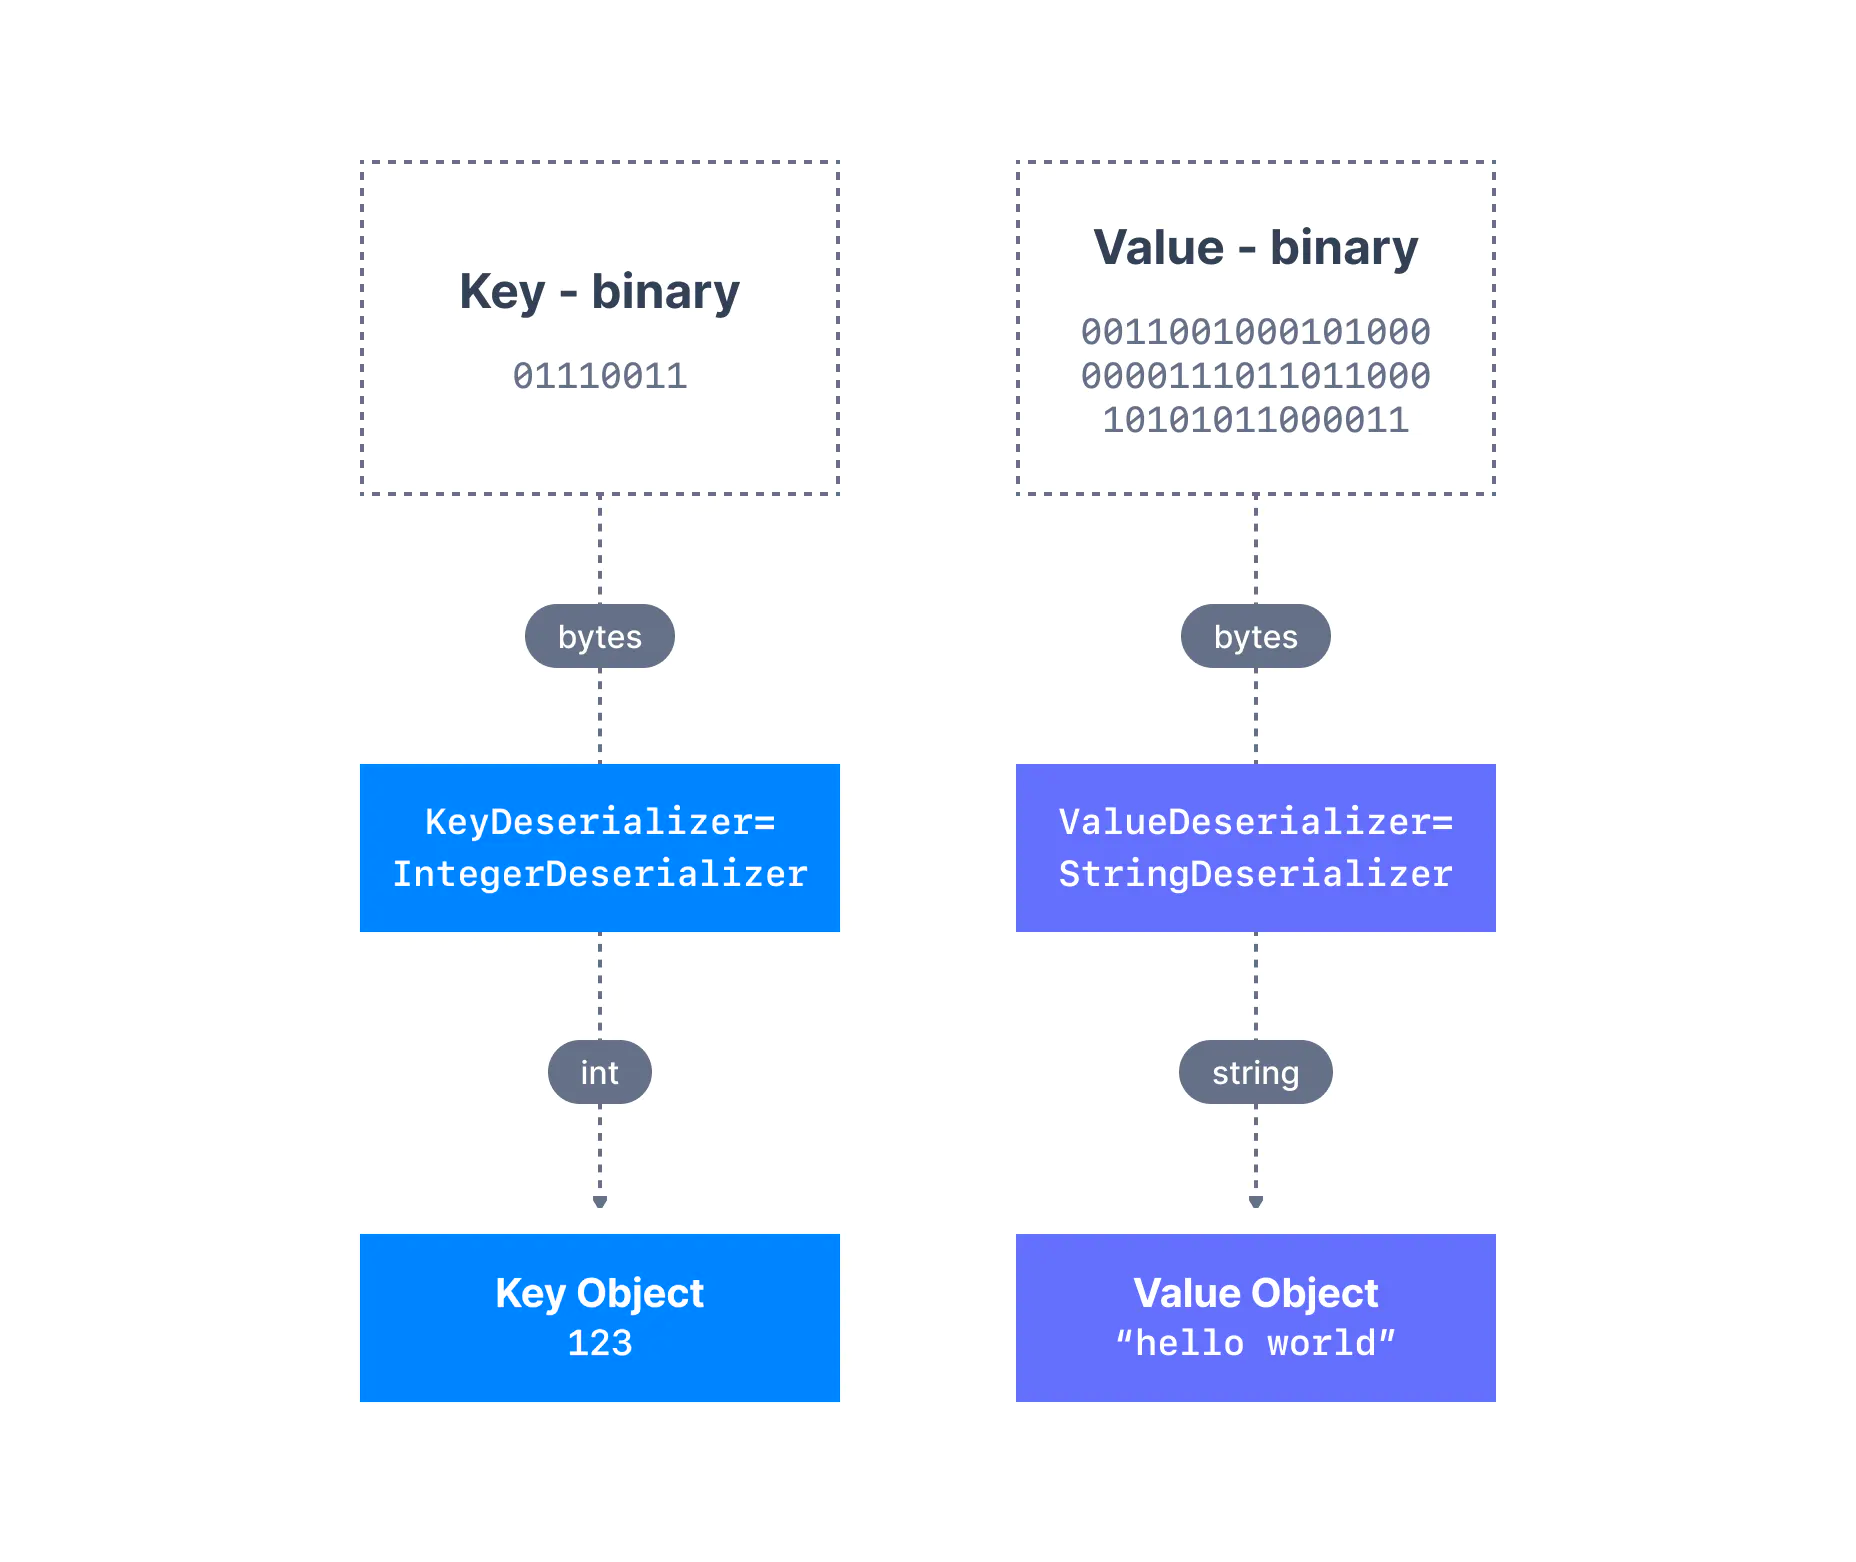 Key - binary
01110011
bytes
KeyDeserializer=
IntegerDeserializer
int
Key Object
123
Value - binary
0011001000101000
0000111011011000
10101011000011
bytes
ValueDeserializer=
StringDeserializer
string
Value Object
“hello world”